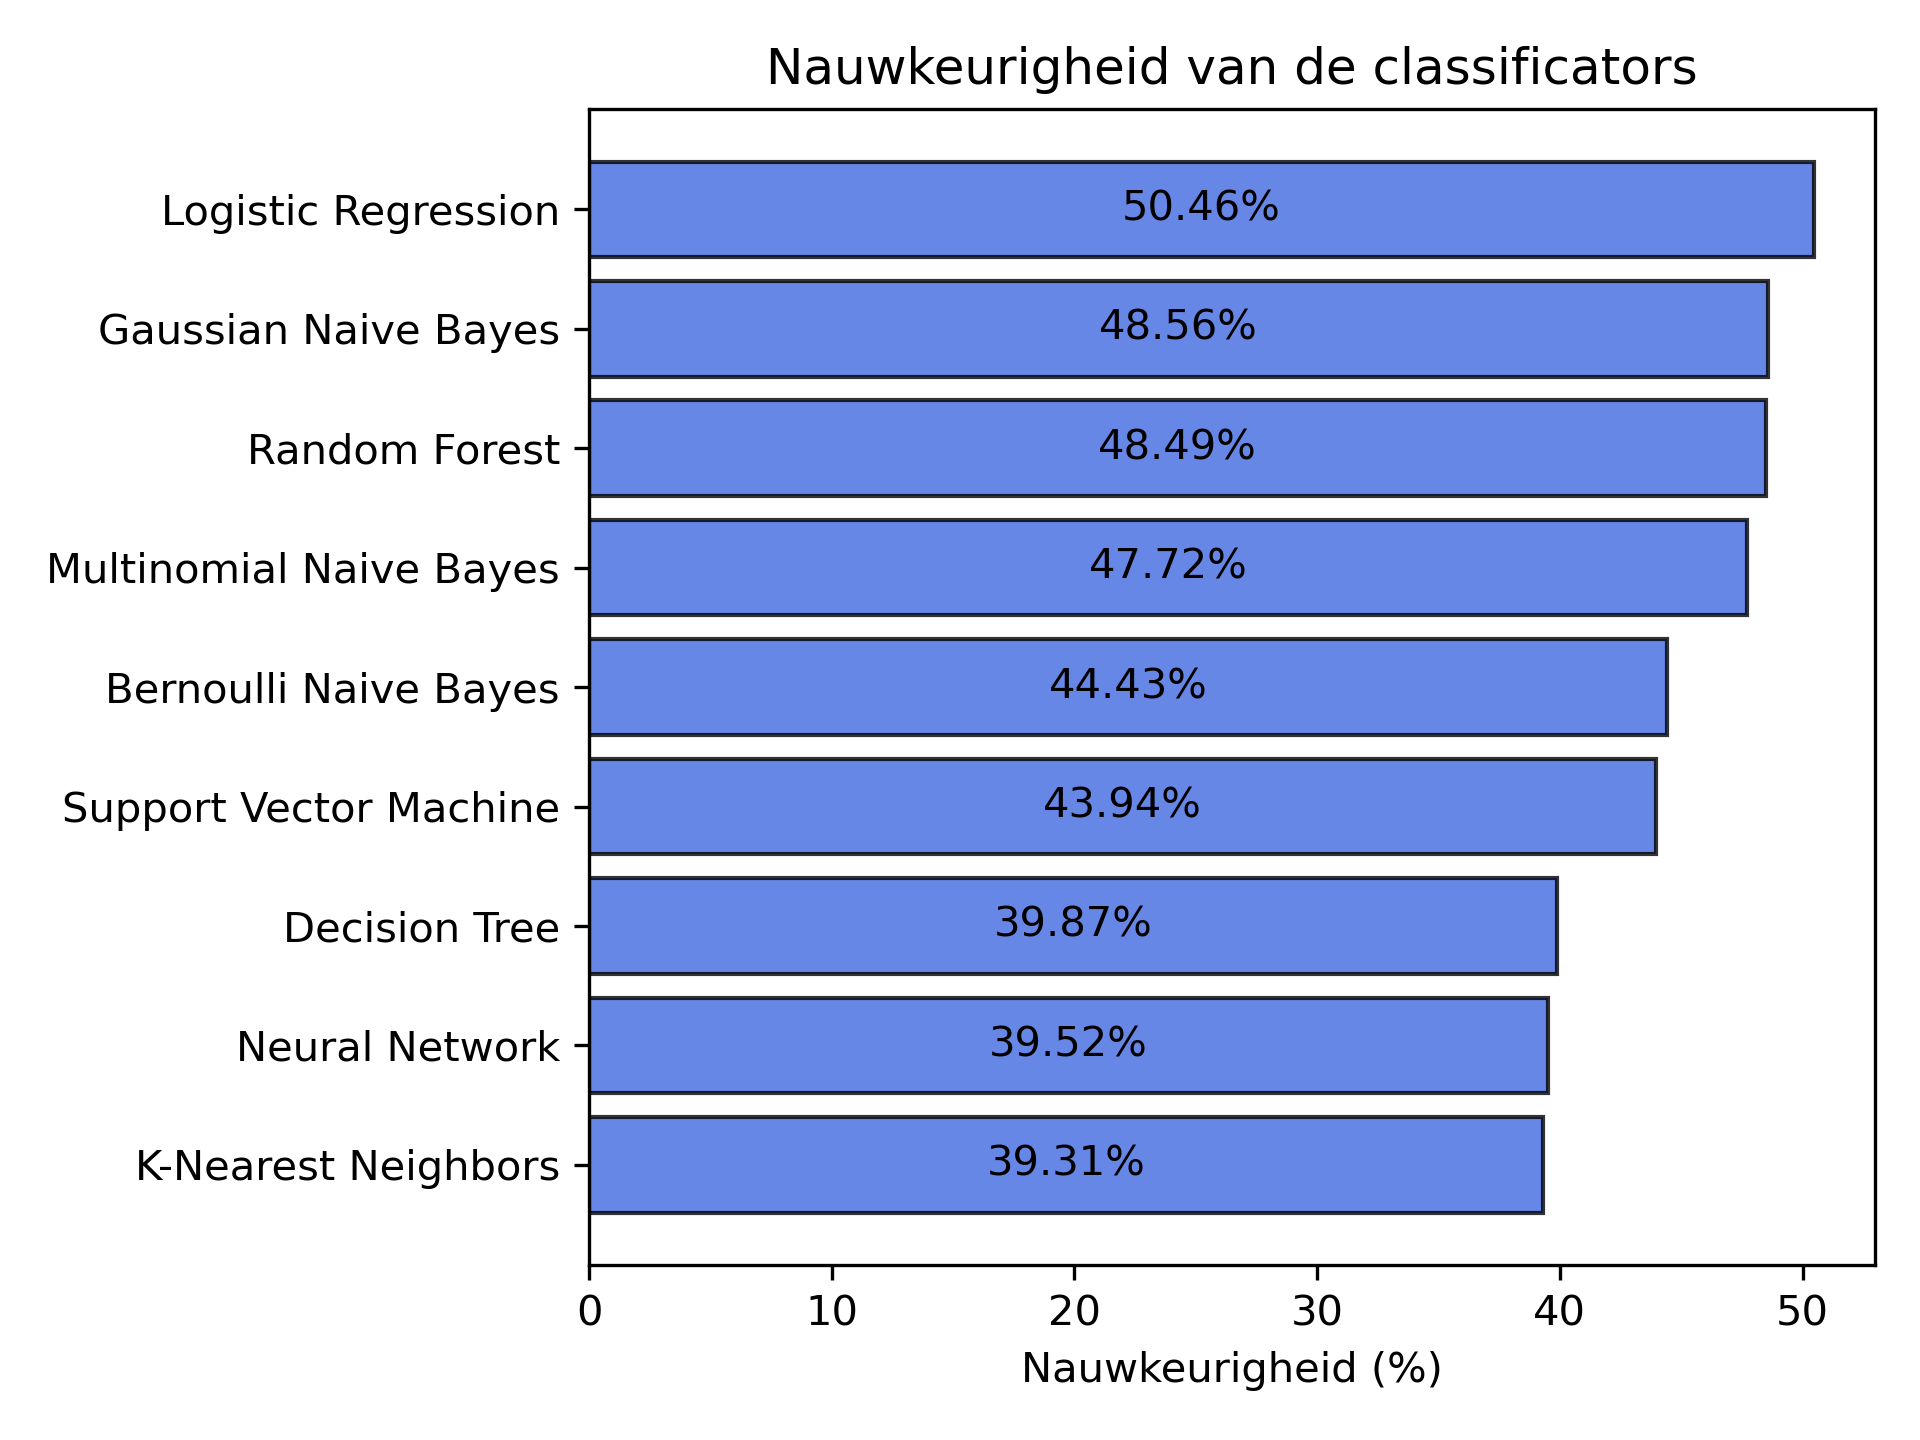 Nauwkeurigheid van de classificators
Logistic Regression 50.46%
Gaussian Naive Bayes 48.56%
Random Forest 48.49%
Multinomial Naive Bayes 47.72%
Bernoulli Naive Bayes 44.43%
Support Vector Machine 43.94%
Decision Tree 39.87%
Neural Network 39.52%
K-Nearest Neighbors 39.31%
0 10 20 30 40 50
Nauwkeurigheid (%)